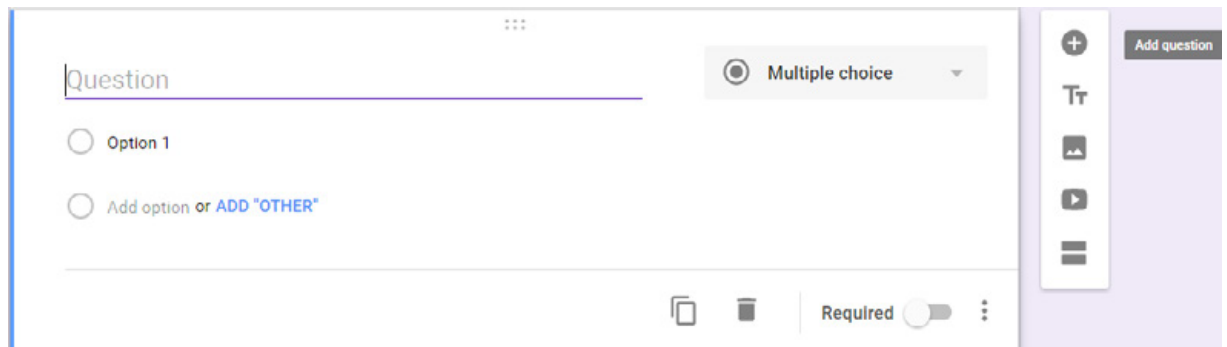 Question
Multiple choice
Add question
Option 1
Add option or ADD "OTHER"
Required